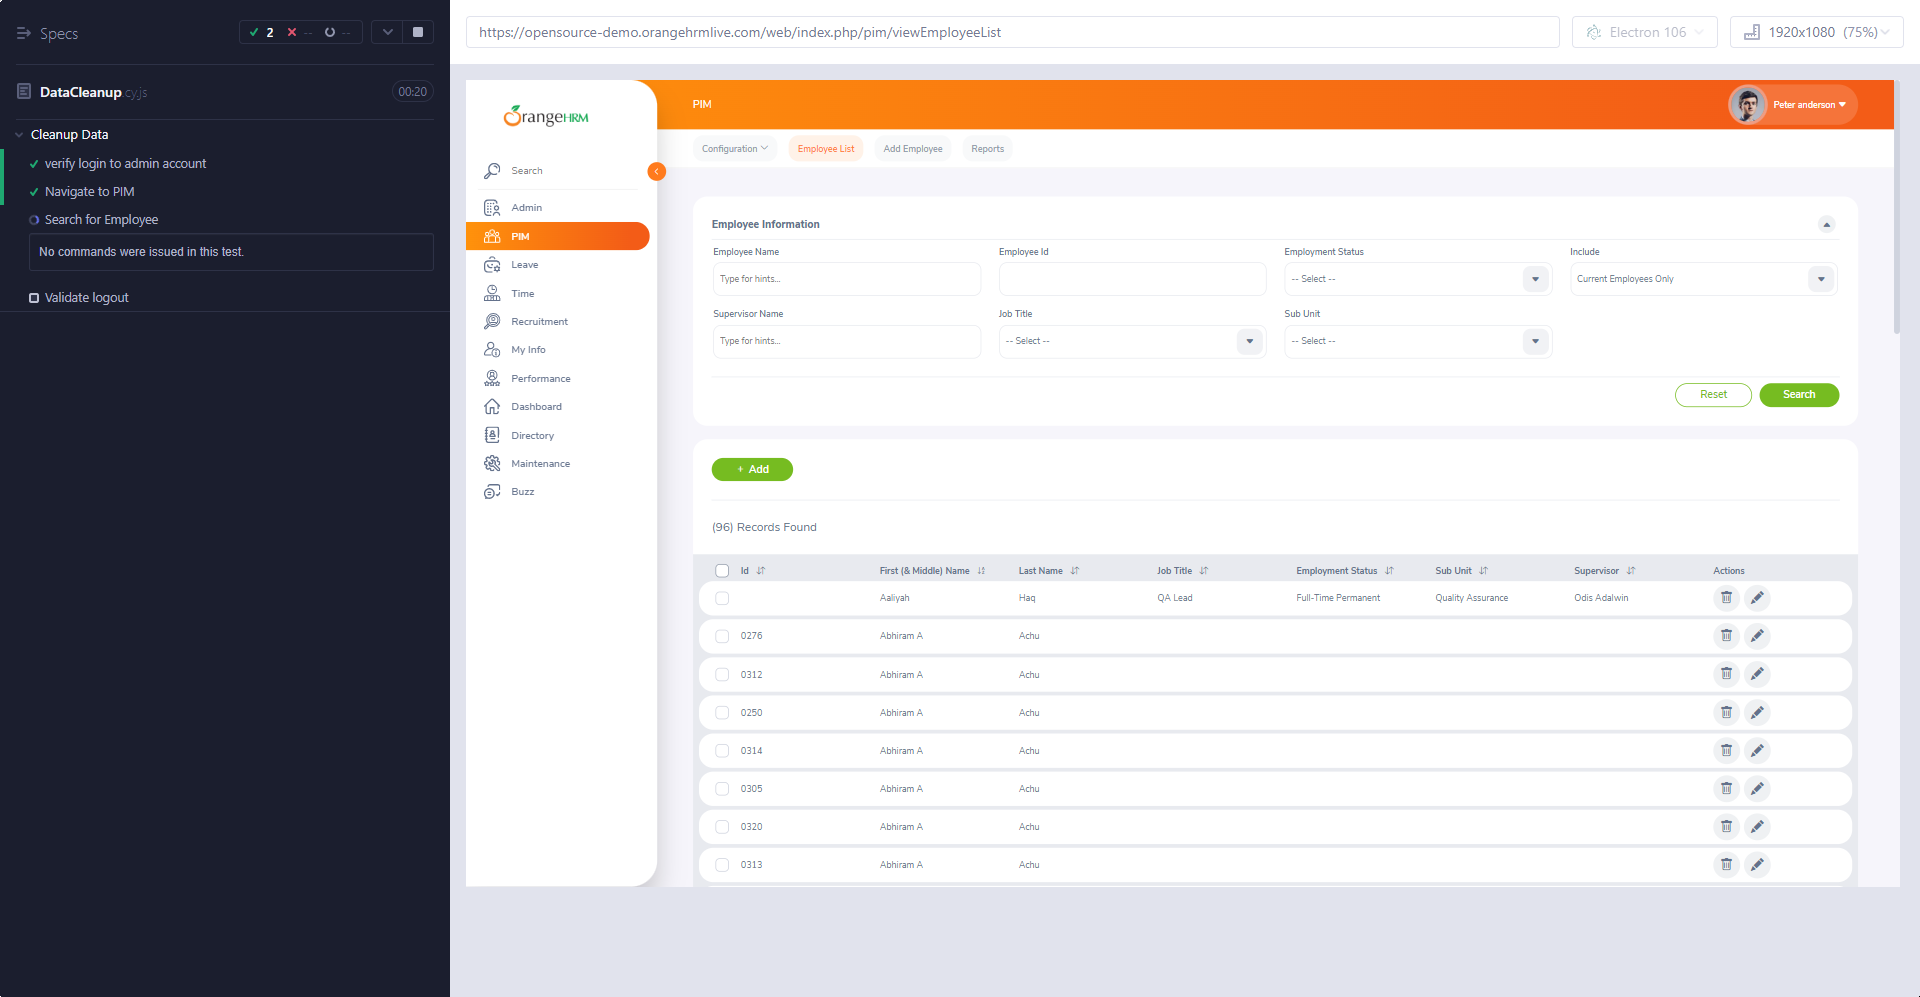 Specs
2 -- --
DataCleanup.cy.js 00:20
Cleanup Data
verify login to admin account
Navigate to PIM
Search for Employee
No commands were issued in this test.
Validate logout
https://opensource-demo.orangehrmlive.com/web/index.php/pim/viewEmployeeList
Electron 106
1920x1080 (75%)
OrangeHRM
Search
Admin
PIM
Leave
Time
Recruitment
My Info
Performance
Dashboard
Directory
Maintenance
Buzz
PIM
Peter anderson
Configuration Employee List Add Employee Reports
Employee Information
Employee Name Employee Id Employment Status Include
Type for hints... -- Select -- Current Employees Only
Supervisor Name Job Title Sub Unit
Type for hints... -- Select -- -- Select --
Reset Search
+ Add
(96) Records Found
Id First (& Middle) Name Last Name Job Title Employment Status Sub Unit Supervisor Actions
Aaliyah Haq QA Lead Full-Time Permanent Quality Assurance Odis Adalwin
0276 Abhiram A Achu
0312 Abhiram A Achu
0250 Abhiram A Achu
0314 Abhiram A Achu
0305 Abhiram A Achu
0320 Abhiram A Achu
0313 Abhiram A Achu